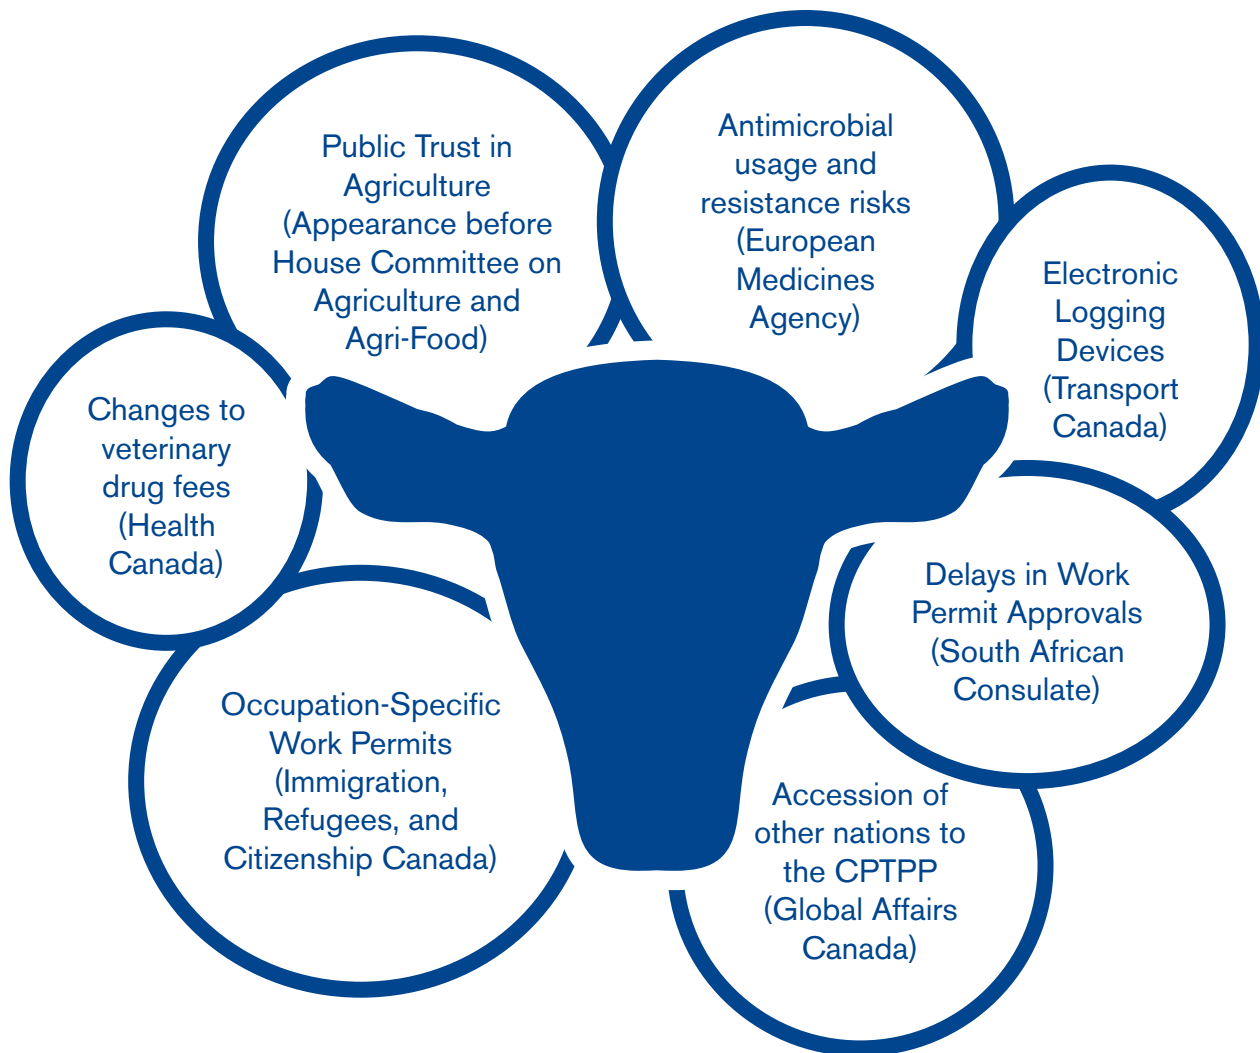 Public Trust in
Agriculture
(Appearance before
House Committee on
Agriculture and
Agri-Food)
Antimicrobial
usage and
resistance risks
(European
Medicines
Agency)
Electronic
Logging
Devices
(Transport
Canada)
Changes to
veterinary
drug fees
(Health
Canada)
Delays in Work
Permit Approvals
(South African
Consulate)
Occupation-Specific
Work Permits
(Immigration,
Refugees, and
Citizenship Canada)
Accession of
other nations to
the CPTPP
(Global Affairs
Canada)